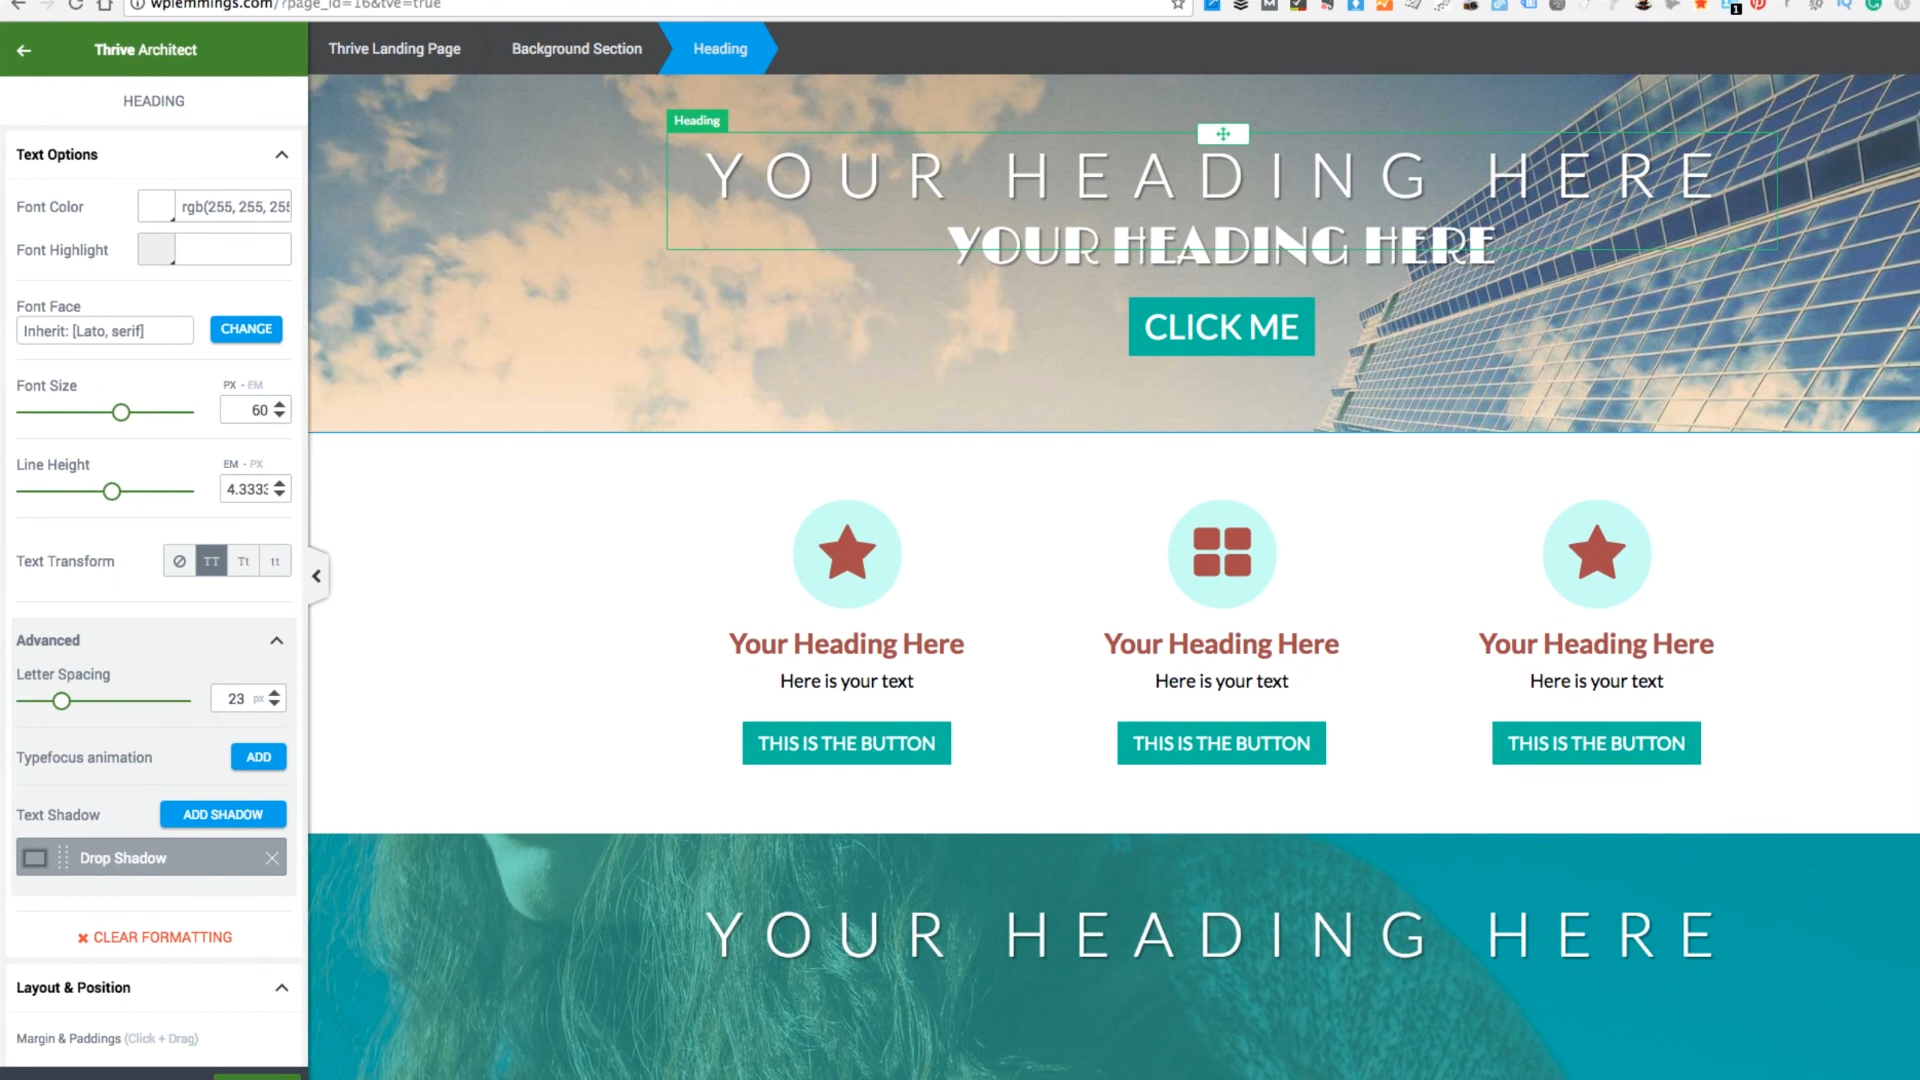 wplemmings.com/?page_id=16&tve=true
1
Thrive Architect
Thrive Landing Page
Background Section
Heading
HEADING
Text Options
Font Color
rgb(255, 255, 255
Font Highlight
Font Face
Inherit: [Lato, serif]
CHANGE
Font Size
PX - EM
60
Line Height
EM - PX
4.3333
Text Transform
TT
Tt
tt
Advanced
Letter Spacing
23 px
Typefocus animation
ADD
Text Shadow
ADD SHADOW
Drop Shadow
CLEAR FORMATTING
Layout & Position
Margin & Paddings (Click + Drag)
Heading
YOUR HEADING HERE
YOUR HEADING HERE
CLICK ME
Your Heading Here
Here is your text
THIS IS THE BUTTON
Your Heading Here
Here is your text
THIS IS THE BUTTON
Your Heading Here
Here is your text
THIS IS THE BUTTON
YOUR HEADING HERE